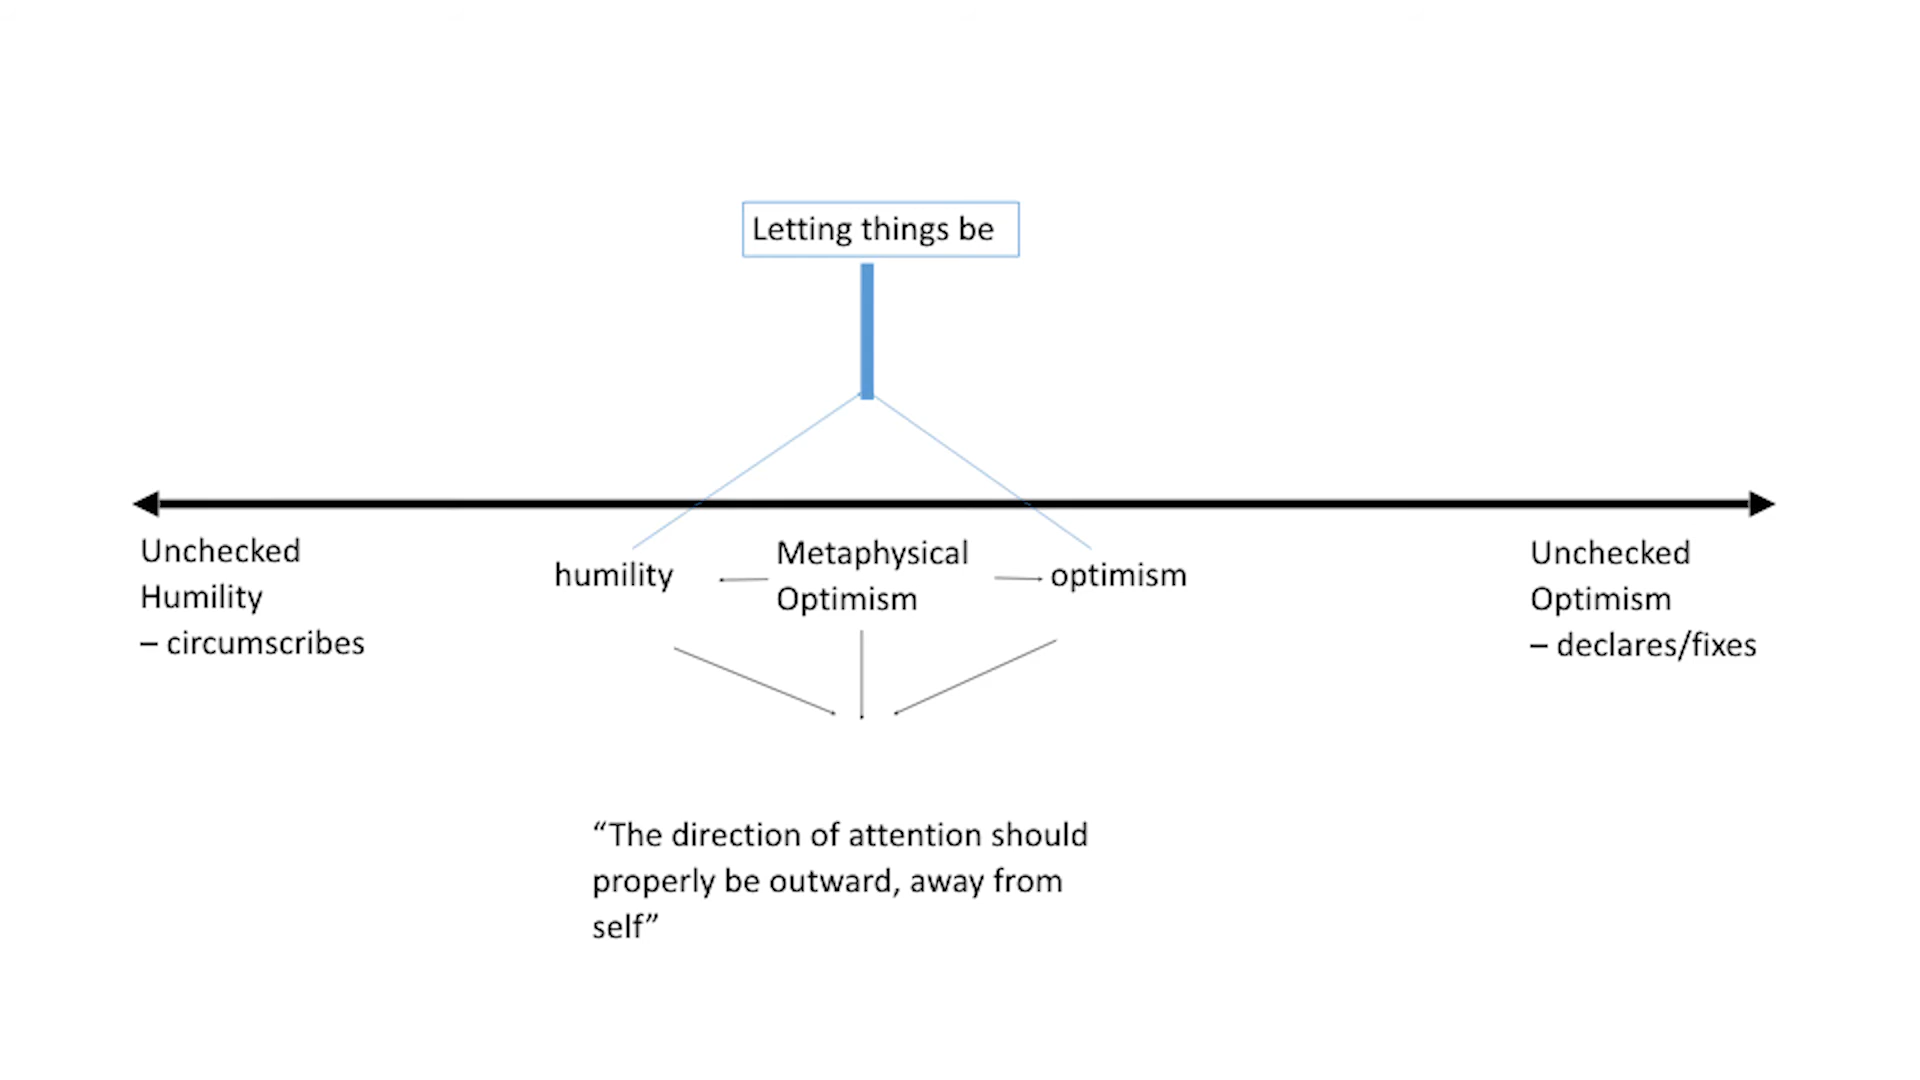 Letting things be
Unchecked
Humility
– circumscribes
humility
Metaphysical
Optimism
optimism
Unchecked
Optimism
– declares/fixes
“The direction of attention should
properly be outward, away from
self”